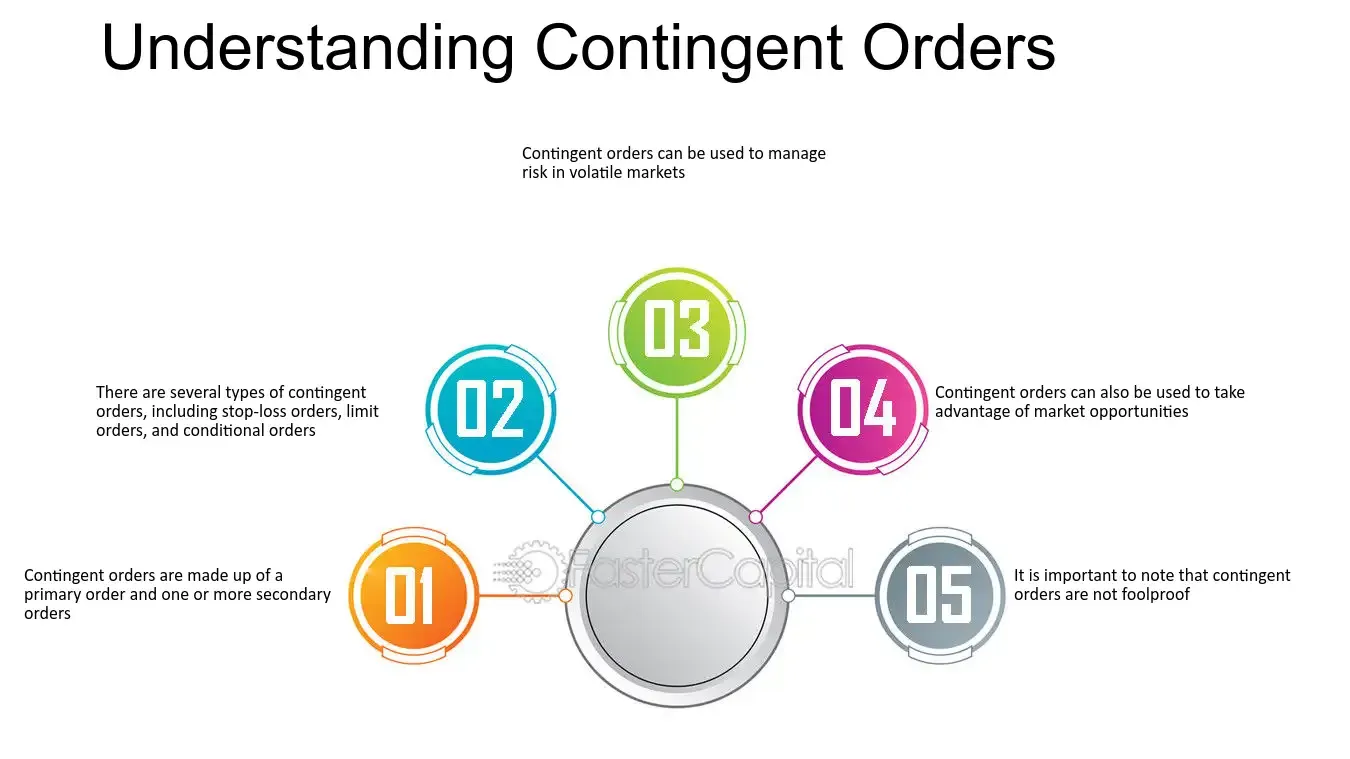 Understanding Contingent Orders
Contingent orders can be used to manage
risk in volatile markets
03
02
There are several types of contingent
orders, including stop-loss orders, limit
orders, and conditional orders
04
Contingent orders can also be used to take
advantage of market opportunities
01
Contingent orders are made up of a
primary order and one or more secondary
orders
FasterCapital
05
It is important to note that contingent
orders are not foolproof